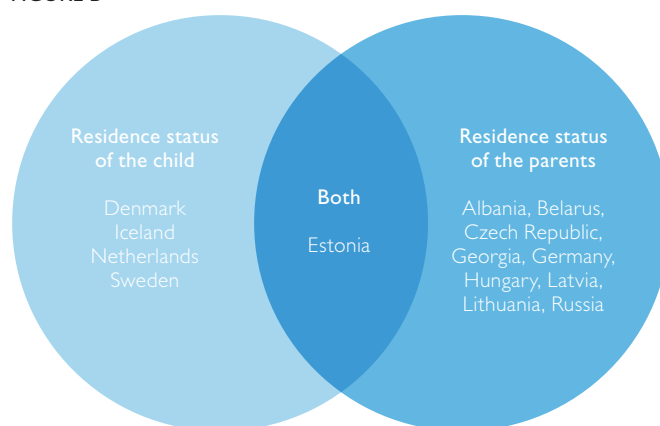 Residence status
of the child
Denmark
Iceland
Netherlands
Sweden
Both
Estonia
Residence status
of the parents
Albania, Belarus,
Czech Republic,
Georgia, Germany,
Hungary, Latvia,
Lithuania, Russia